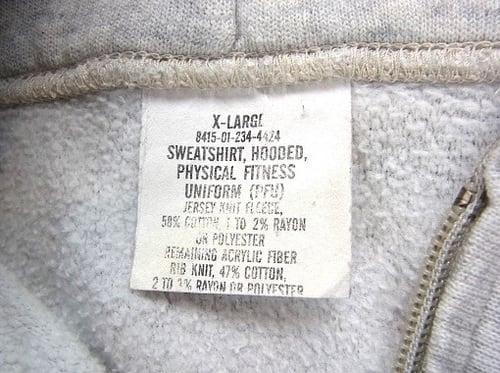 X-LARGE
8415-01-234-4424
SWEATSHIRT, HOODED,
PHYSICAL FITNESS
UNIFORM (PFU)
JERSEY KNIT FLEECE,
50% COTTON, 1 TO 2% RAYON
OR POLYESTER
REMAINING ACRYLIC FIBER
RIB KNIT, 47% COTTON,
2 TO 3% RAYON OR POLYESTER